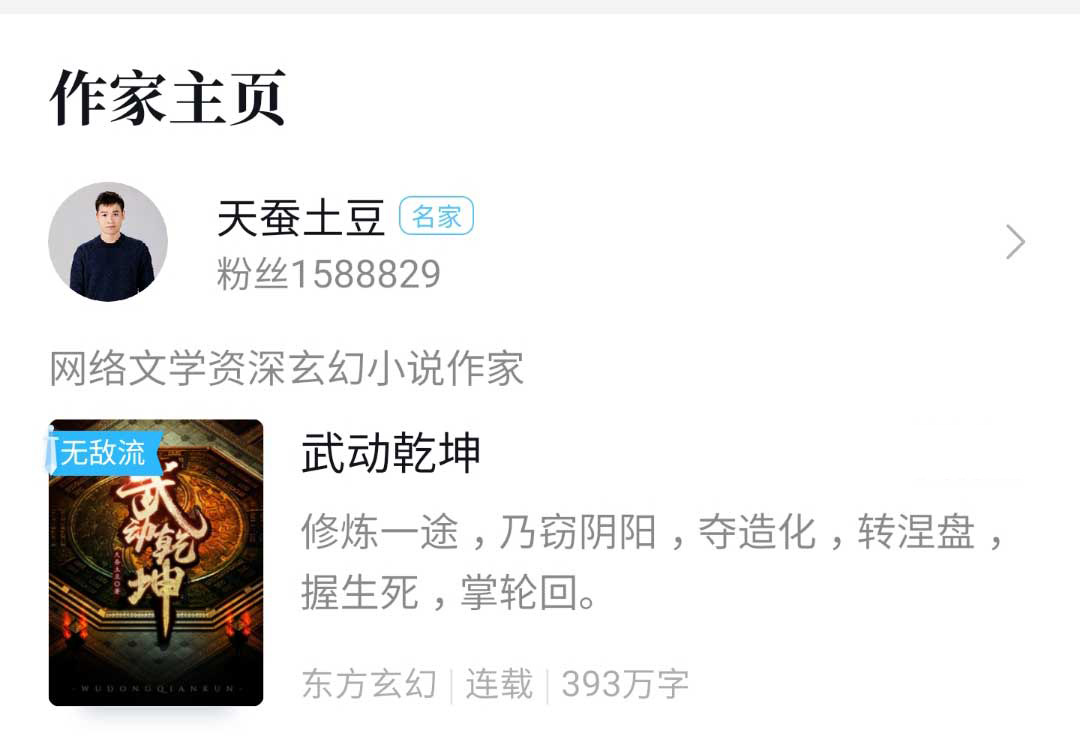 作家主页
天蚕土豆 名家
粉丝1588829
网络文学资深玄幻小说作家
无敌流
武动乾坤
天蚕土豆◎著
WUDONGQIANKUN
武动乾坤
修炼一途，乃窃阴阳，夺造化，转涅盘，
握生死，掌轮回。
东方玄幻|连载|393万字